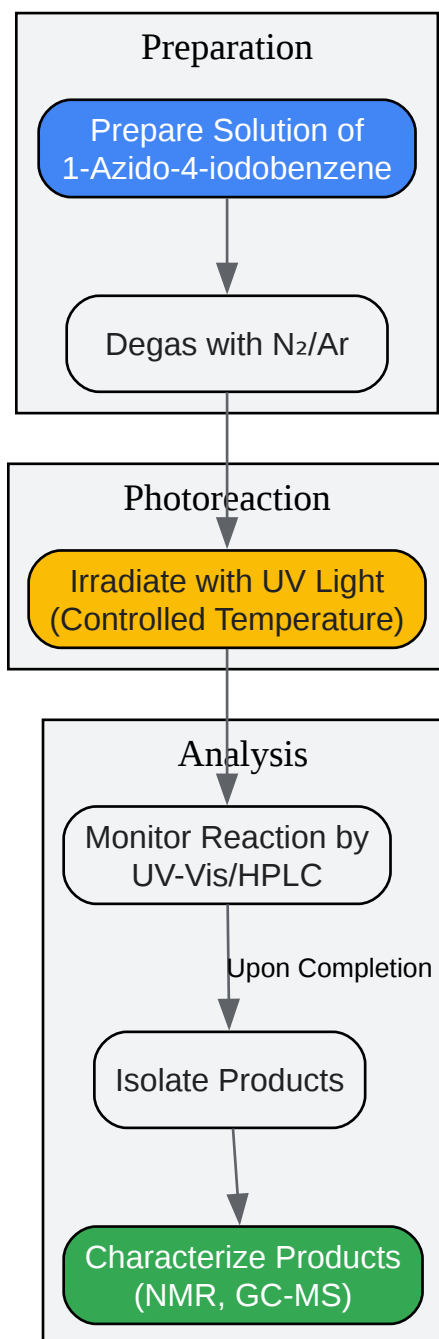 Preparation
Prepare Solution of
1-Azido-4-iodobenzene
Degas with N₂/Ar
Photoreaction
Irradiate with UV Light
(Controlled Temperature)
Analysis
Monitor Reaction by
UV-Vis/HPLC
Upon Completion
Isolate Products
Characterize Products
(NMR, GC-MS)